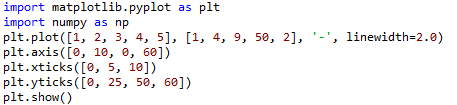 import matplotlib.pyplot as plt
import numpy as np
plt.plot([1, 2, 3, 4, 5], [1, 4, 9, 50, 2], '-', linewidth=2.0)
plt.axis([0, 10, 0, 60])
plt.xticks([0, 5, 10])
plt.yticks([0, 25, 50, 60])
plt.show()